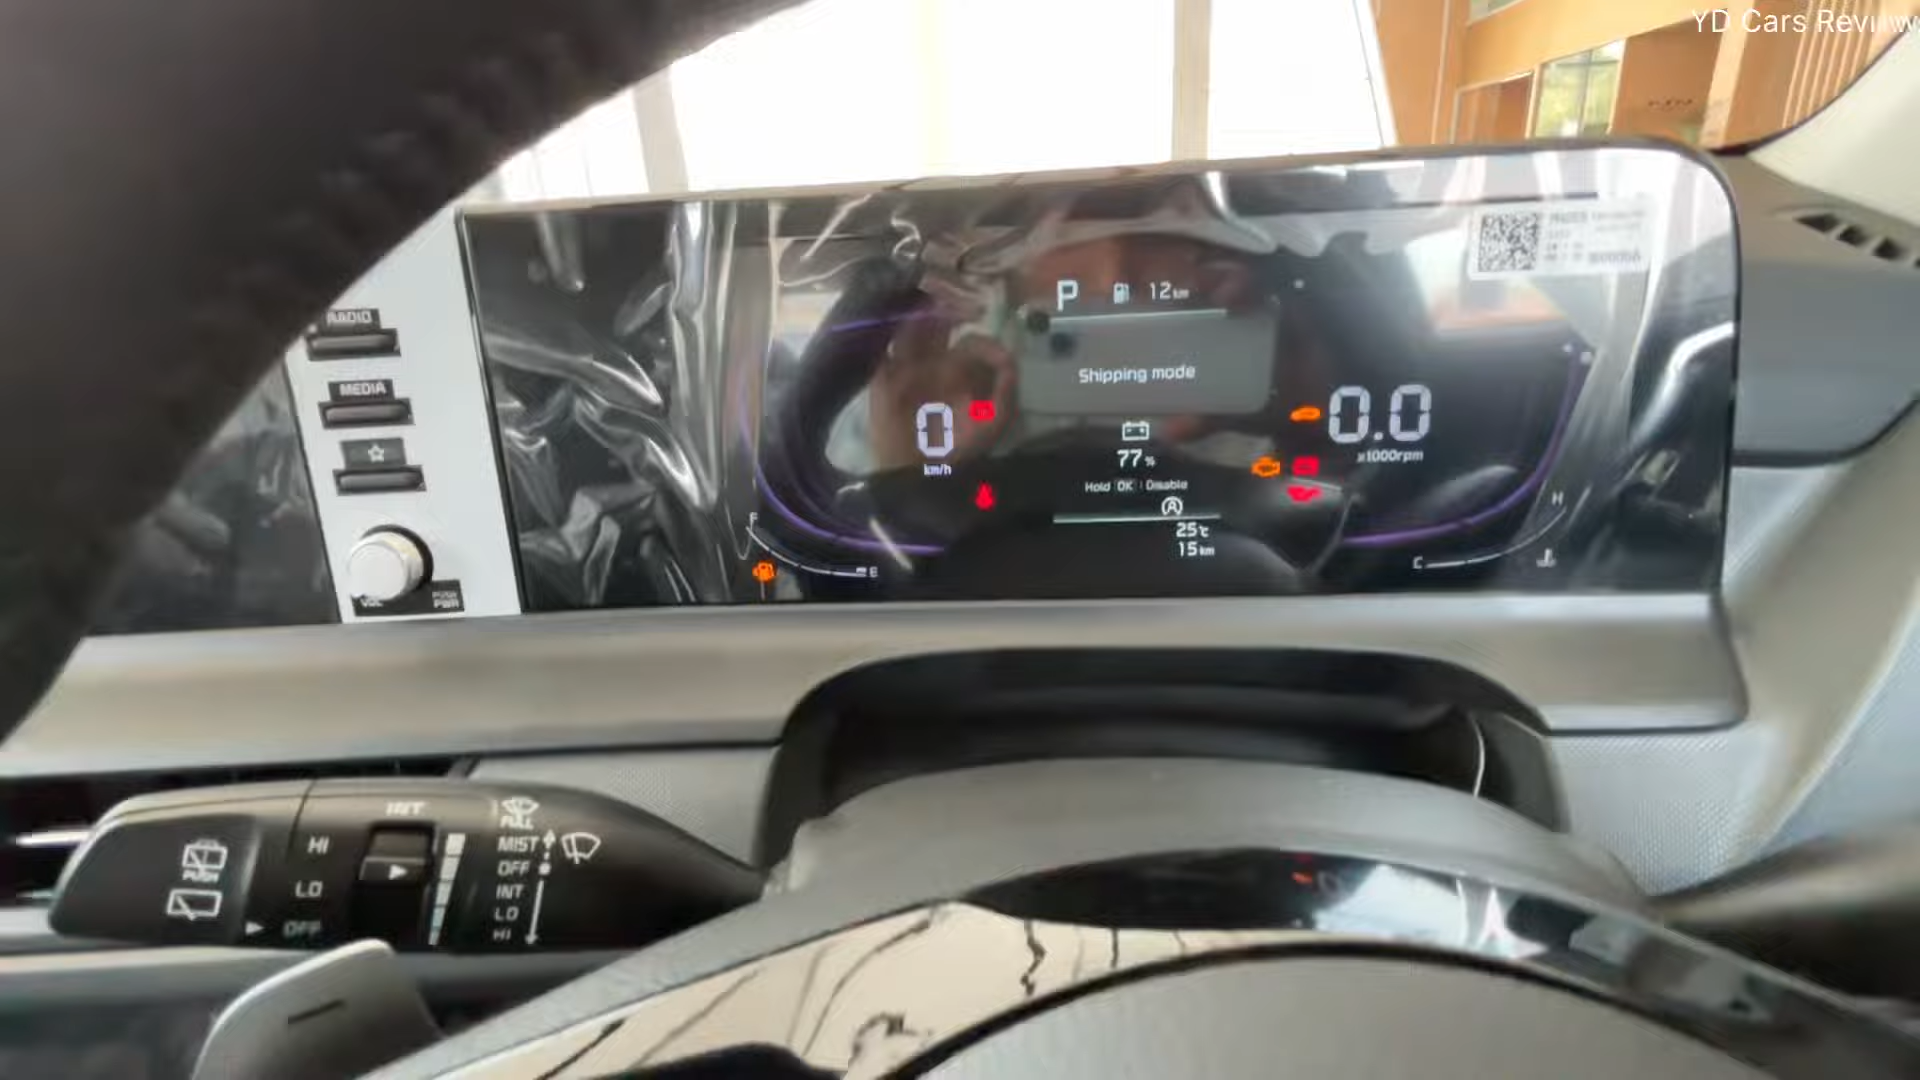 YD Cars Review
RADIO
MEDIA
VOL
PUSH
PWR
P 12 km
Shipping mode
0
km/h
77 %
Hold OK : Disable
A
25℃
15 km
0.0
x1000rpm
F
E
C
H
INT
HI
LO
OFF
PUSH
FULL
MIST
OFF
INT
LO
HI